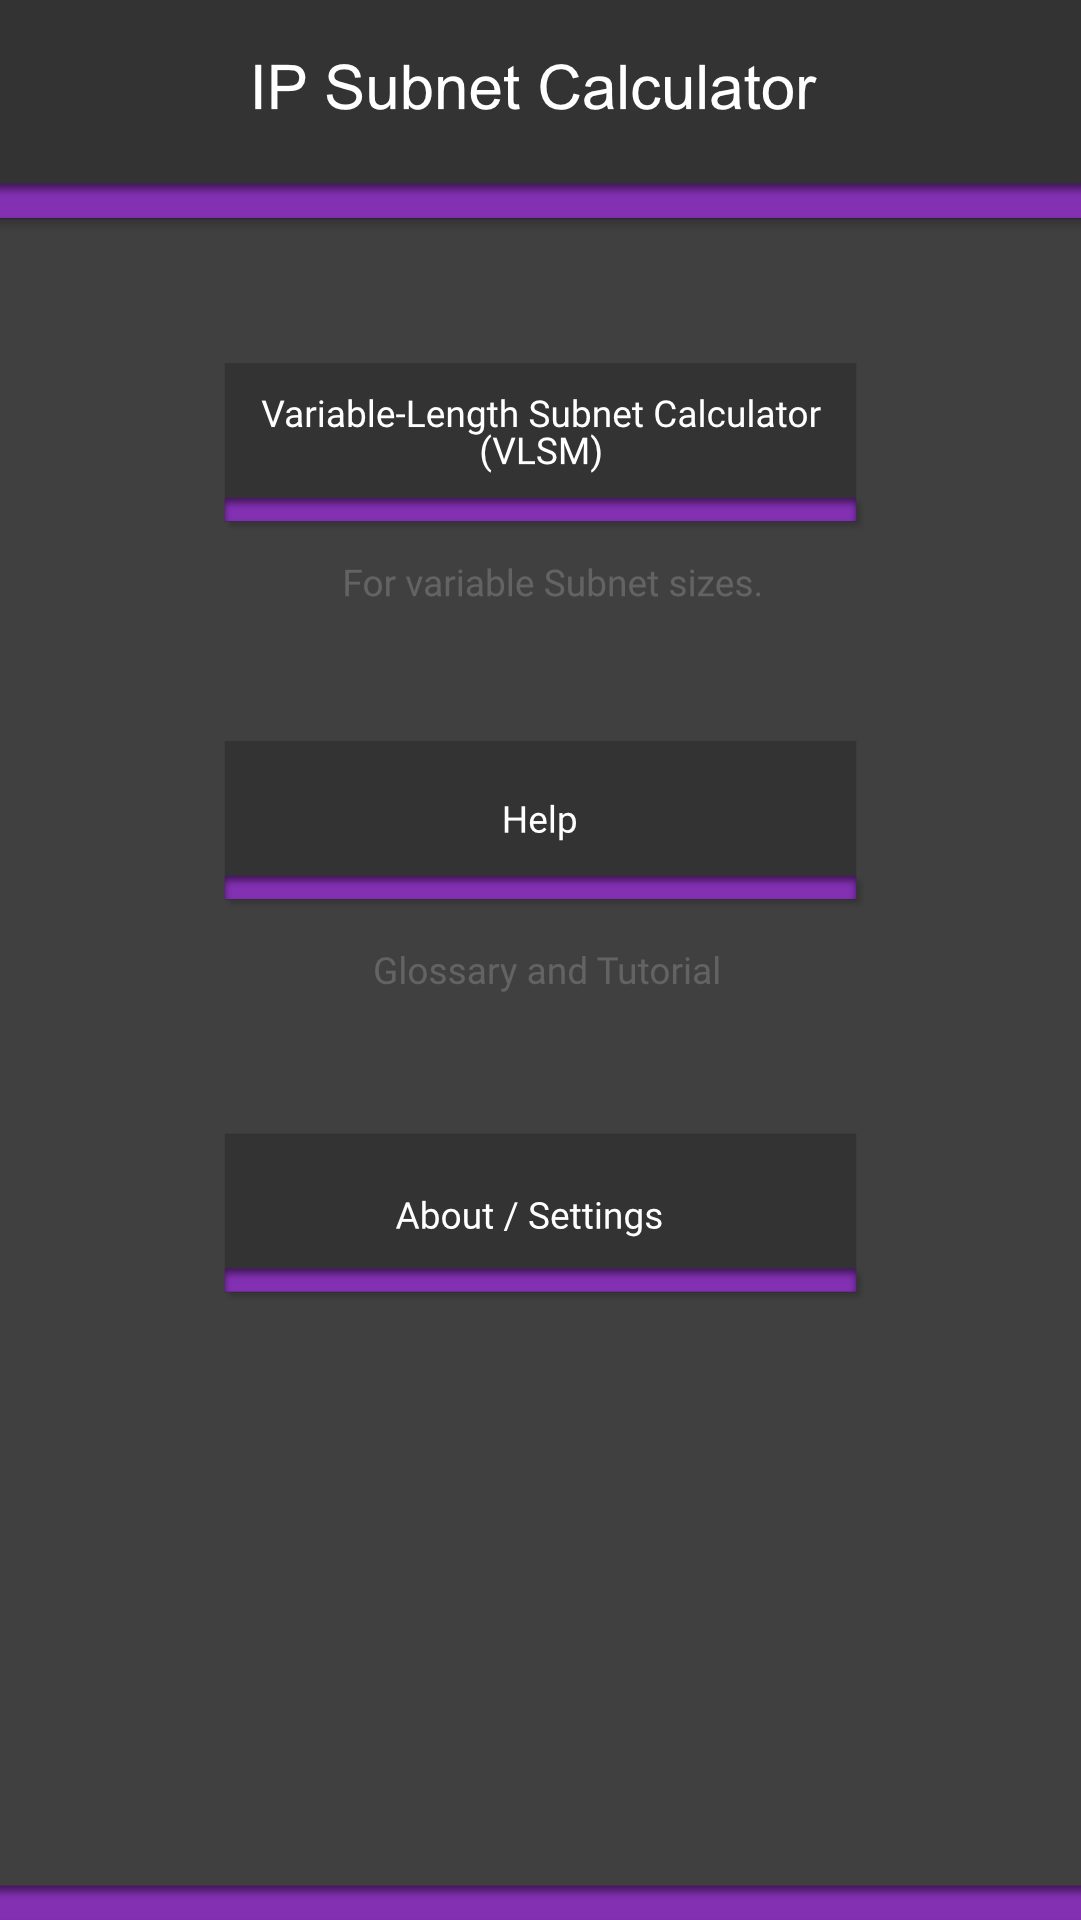 IP Subnet Calculator
Variable-Length Subnet Calculator
(VLSM)
For variable Subnet sizes.
Help
Glossary and Tutorial
About / Settings